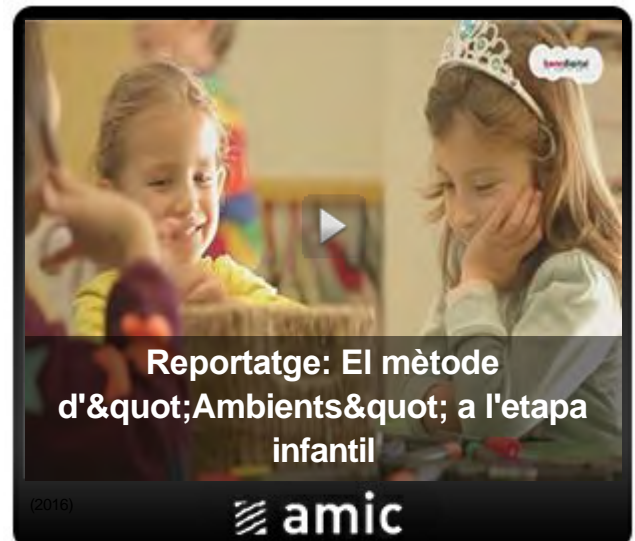 Reportatge: El mètode
d'&quot;Ambients&quot; a l'etapa
infantil
(2016)
amic